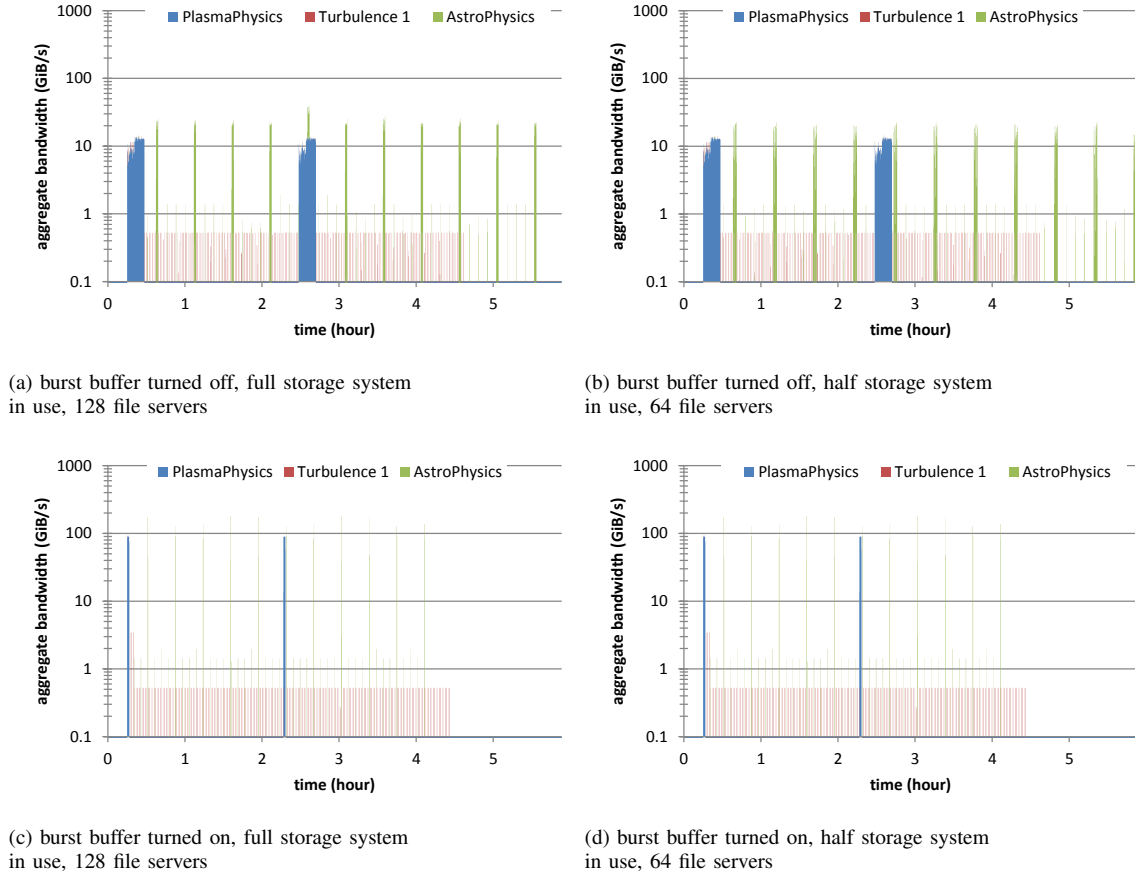 PlasmaPhysics Turbulence 1 AstroPhysics
aggregate bandwidth (GiB/s)
1000
100
10
1
0.1
0 1 2 3 4 5
time (hour)
PlasmaPhysics Turbulence 1 AstroPhysics
aggregate bandwidth (GiB/s)
1000
100
10
1
0.1
0 1 2 3 4 5
time (hour)
(a) burst buffer turned off, full storage system
in use, 128 file servers
(b) burst buffer turned off, half storage system
in use, 64 file servers
PlasmaPhysics Turbulence 1 AstroPhysics
aggregate bandwidth (GiB/s)
1000
100
10
1
0.1
0 1 2 3 4 5
time (hour)
PlasmaPhysics Turbulence 1 AstroPhysics
aggregate bandwidth (GiB/s)
1000
100
10
1
0.1
0 1 2 3 4 5
time (hour)
(c) burst buffer turned on, full storage system
in use, 128 file servers
(d) burst buffer turned on, half storage system
in use, 64 file servers